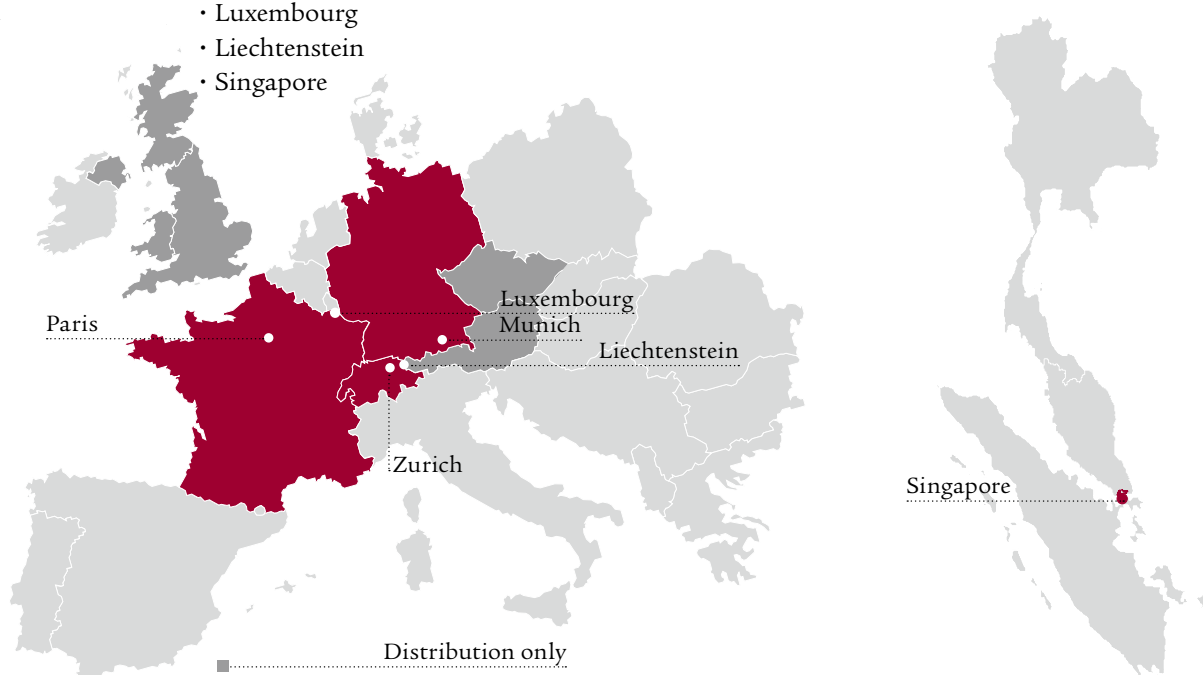 · Luxembourg
· Liechtenstein
· Singapore
Luxembourg
Paris
Munich
Liechtenstein
Zurich
Singapore
Distribution only